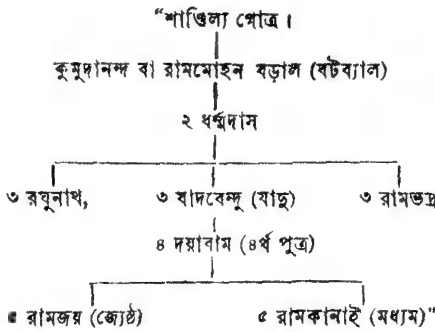 "শাণ্ডিল্য গোত্র।
কুমুদানন্দ বা রামমোহন বড়াল (বটব্যাল)
২ ধর্ম্মদাস
৩ রঘুনাথ, ৩ যাদবেন্দু (যাদু) ৩ রামভদ্র
৪ দয়ারাম (৪র্থ পুত্র)
৫ রামজয় (জ্যেষ্ঠ) ৫ রামকানাই (মধ্যম)"